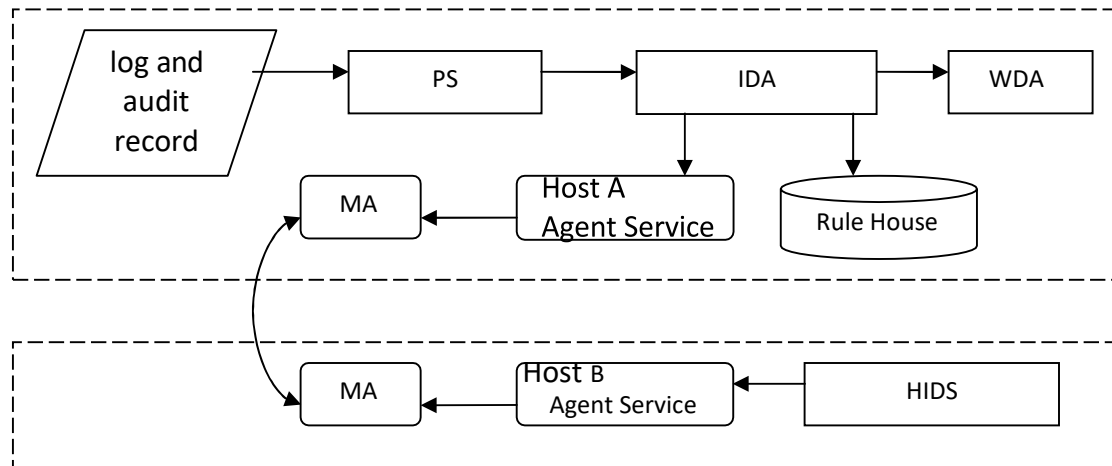 log and
audit
record
PS
IDA
WDA
MA
Host A
Agent Service
Rule House
MA
Host B
Agent Service
HIDS